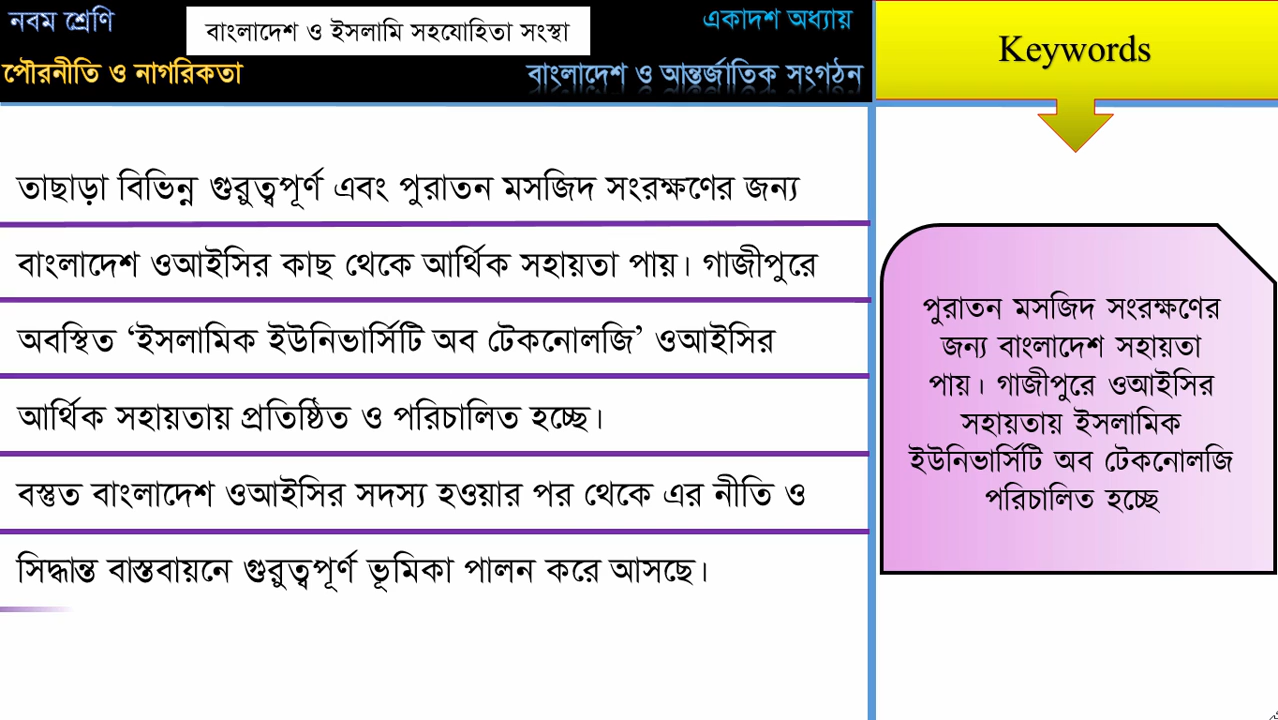 নবম শ্রেণি
বাংলাদেশ ও ইসলামি সহযোহিতা সংস্থা
একাদশ অধ্যায়
পৌরনীতি ও নাগরিকতা
বাংলাদেশ ও আন্তর্জাতিক সংগঠন
Keywords
তাছাড়া বিভিন্ন গুরুত্বপূর্ণ এবং পুরাতন মসজিদ সংরক্ষণের জন্য
বাংলাদেশ ওআইসির কাছ থেকে আর্থিক সহায়তা পায়। গাজীপুরে
অবস্থিত ‘ইসলামিক ইউনিভার্সিটি অব টেকনোলজি’ ওআইসির
আর্থিক সহায়তায় প্রতিষ্ঠিত ও পরিচালিত হচ্ছে।
বস্তুত বাংলাদেশ ওআইসির সদস্য হওয়ার পর থেকে এর নীতি ও
সিদ্ধান্ত বাস্তবায়নে গুরুত্বপূর্ণ ভূমিকা পালন করে আসছে।
পুরাতন মসজিদ সংরক্ষণের
জন্য বাংলাদেশ সহায়তা
পায়। গাজীপুরে ওআইসির
সহায়তায় ইসলামিক
ইউনিভার্সিটি অব টেকনোলজি
পরিচালিত হচ্ছে